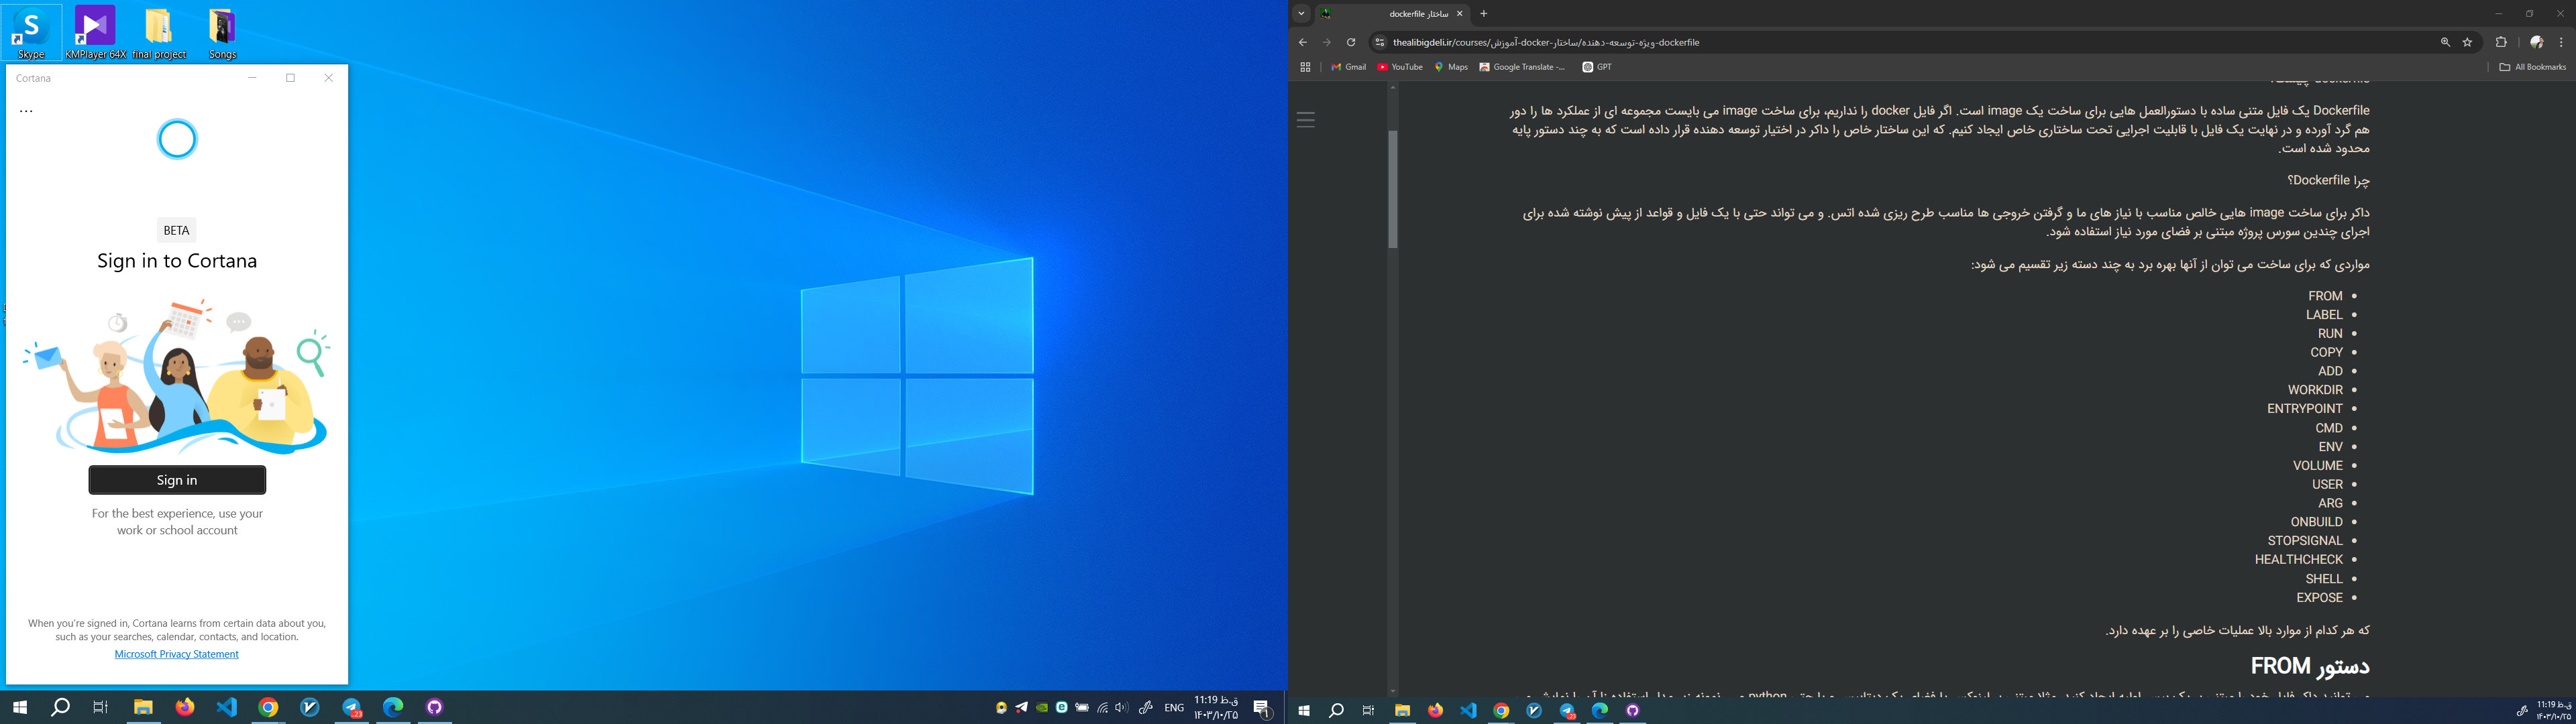 Skype
KMPlayer 64X
final project
Songs
Cortana
BETA
Sign in to Cortana
Sign in
For the best experience, use your
work or school account
When you're signed in, Cortana learns from certain data about you,
such as your searches, calendar, contacts, and location.
Microsoft Privacy Statement
23
ENG
11:19 ق.ظ
۱۴۰۳/۱۰/۲۵
1
ساختار dockerfile
thealibigdeli.ir/courses/آموزش-docker-ویژه-توسعه-دهنده/ساختار-dockerfile
Gmail
YouTube
Maps
Google Translate -...
GPT
All Bookmarks
dockerfile چیست؟
Dockerfile یک فایل متنی ساده با دستورالعمل هایی برای ساخت یک image است. اگر فایل docker را نداریم، برای ساخت image می بایست مجموعه ای از عملکرد ها را دور
هم گرد آورده و در نهایت یک فایل با قابلیت اجرایی تحت ساختاری خاص ایجاد کنیم. که این ساختار خاص را داکر در اختیار توسعه دهنده قرار داده است که به چند دستور پایه
محدود شده است.
چرا Dockerfile؟
داکر برای ساخت image هایی خالص مناسب با نیاز های ما و گرفتن خروجی ها مناسب طرح ریزی شده اتس. و می تواند حتی با یک فایل و قواعد از پیش نوشته شده برای
اجرای چندین سورس پروژه مبتنی بر فضای مورد نیاز استفاده شود.
مواردی که برای ساخت می توان از آنها بهره برد به چند دسته زیر تقسیم می شود:
FROM
LABEL
RUN
COPY
ADD
WORKDIR
ENTRYPOINT
CMD
ENV
VOLUME
USER
ARG
ONBUILD
STOPSIGNAL
HEALTHCHECK
SHELL
EXPOSE
که هر کدام از موارد بالا عملیات خاصی را بر عهده دارد.
دستور FROM
23
11:19 ق.ظ
۱۴۰۳/۱۰/۲۵